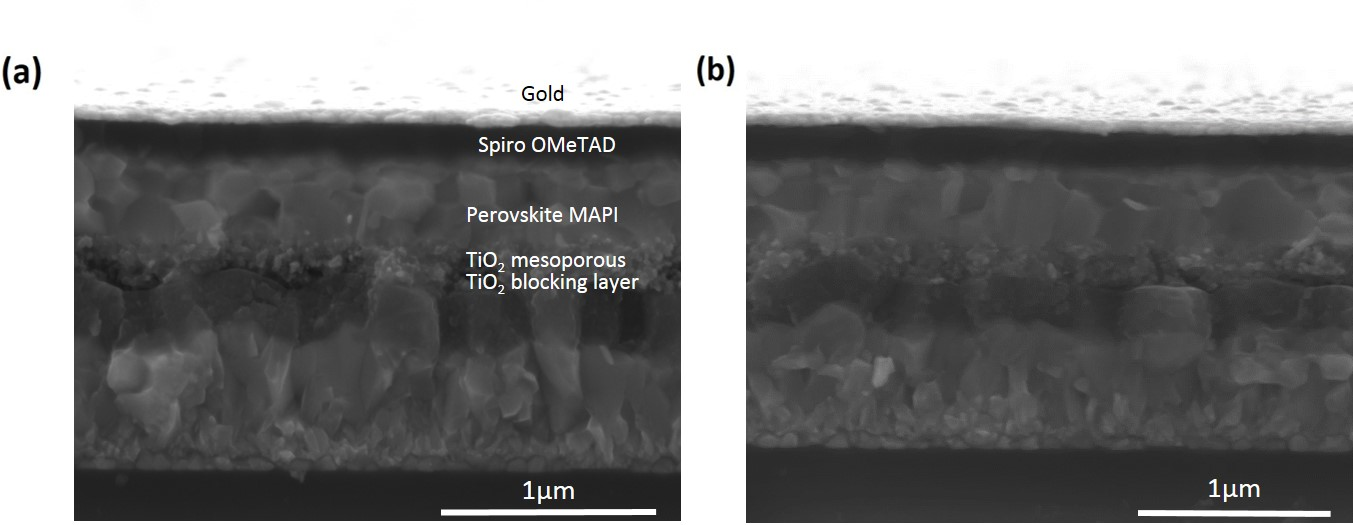 (a)
Gold
Spiro OMeTAD
Perovskite MAPI
TiO₂ mesoporous
TiO₂ blocking layer
1µm
(b)
1µm